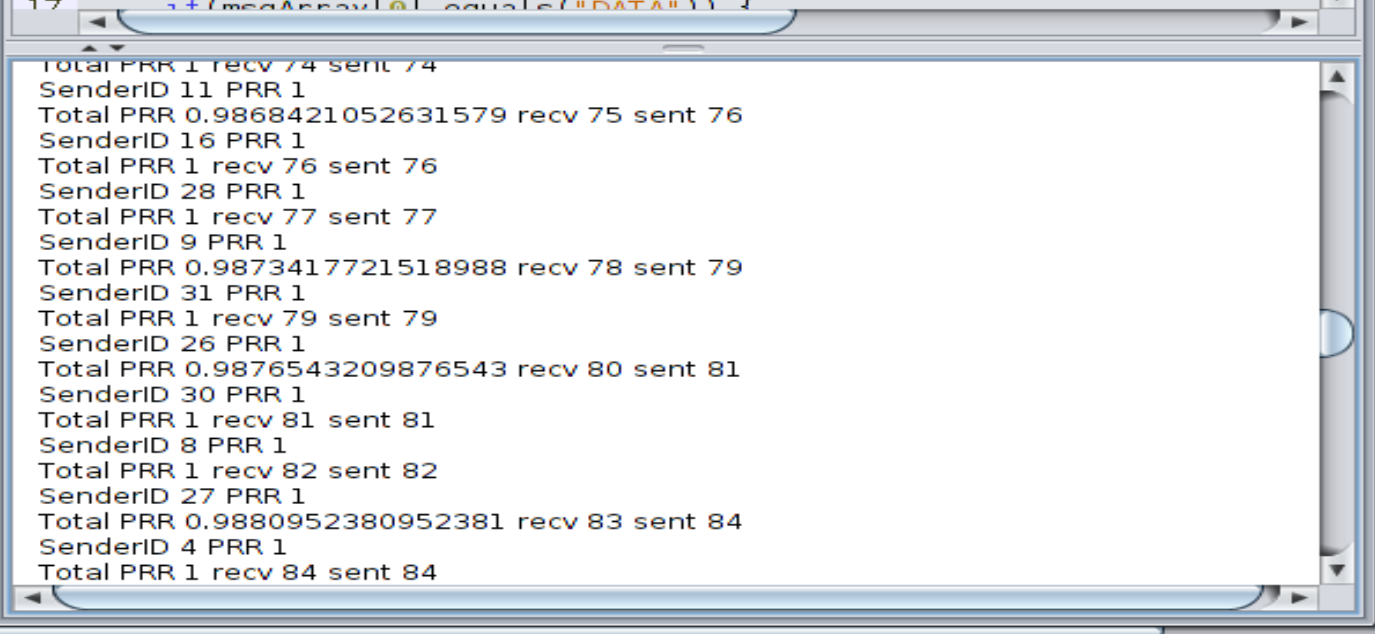 17 if(msgArray[0].equals("DATA")) {
Total PRR 1 recv 74 sent 74
SenderID 11 PRR 1
Total PRR 0.9868421052631579 recv 75 sent 76
SenderID 16 PRR 1
Total PRR 1 recv 76 sent 76
SenderID 28 PRR 1
Total PRR 1 recv 77 sent 77
SenderID 9 PRR 1
Total PRR 0.9873417721518988 recv 78 sent 79
SenderID 31 PRR 1
Total PRR 1 recv 79 sent 79
SenderID 26 PRR 1
Total PRR 0.9876543209876543 recv 80 sent 81
SenderID 30 PRR 1
Total PRR 1 recv 81 sent 81
SenderID 8 PRR 1
Total PRR 1 recv 82 sent 82
SenderID 27 PRR 1
Total PRR 0.9880952380952381 recv 83 sent 84
SenderID 4 PRR 1
Total PRR 1 recv 84 sent 84